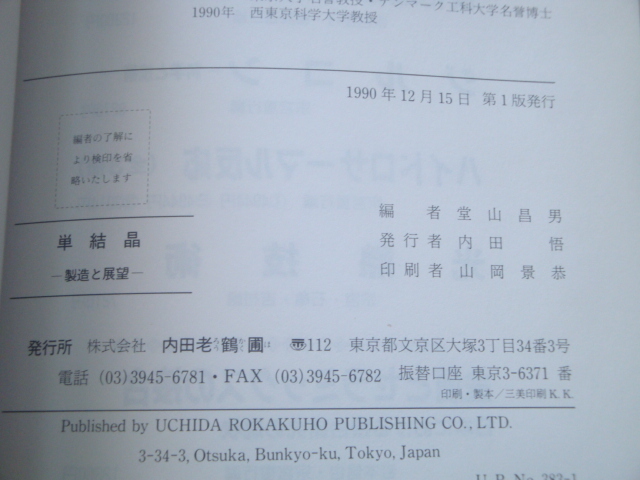 1990年 西東京科学大学教授
1990年12月15日 第1版発行
編者の了解に
より検印を省
略いたします
編者 堂山昌男
発行者 内田悟
印刷者 山岡景恭
単結晶
―製造と展望―
発行所 株式会社 内田老鶴圃 〠112 東京都文京区大塚3丁目34番3号
電話 (03)3945-6781・FAX (03)3945-6782 振替口座 東京3-6371番
印刷・製本/三美印刷K.K.
Published by UCHIDA ROKAKUHO PUBLISHING CO., LTD.
3-34-3, Otsuka, Bunkyo-ku, Tokyo, Japan